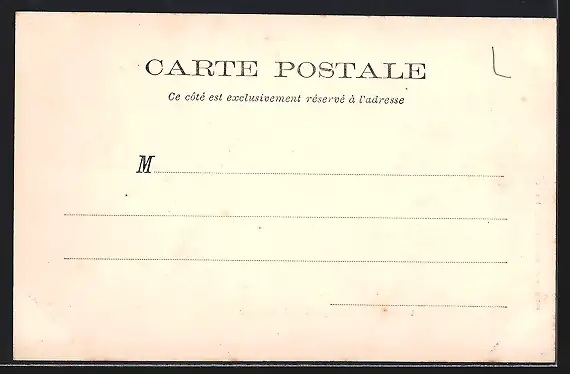 CARTE POSTALE
Ce côté est exclusivement réservé à l'adresse
M